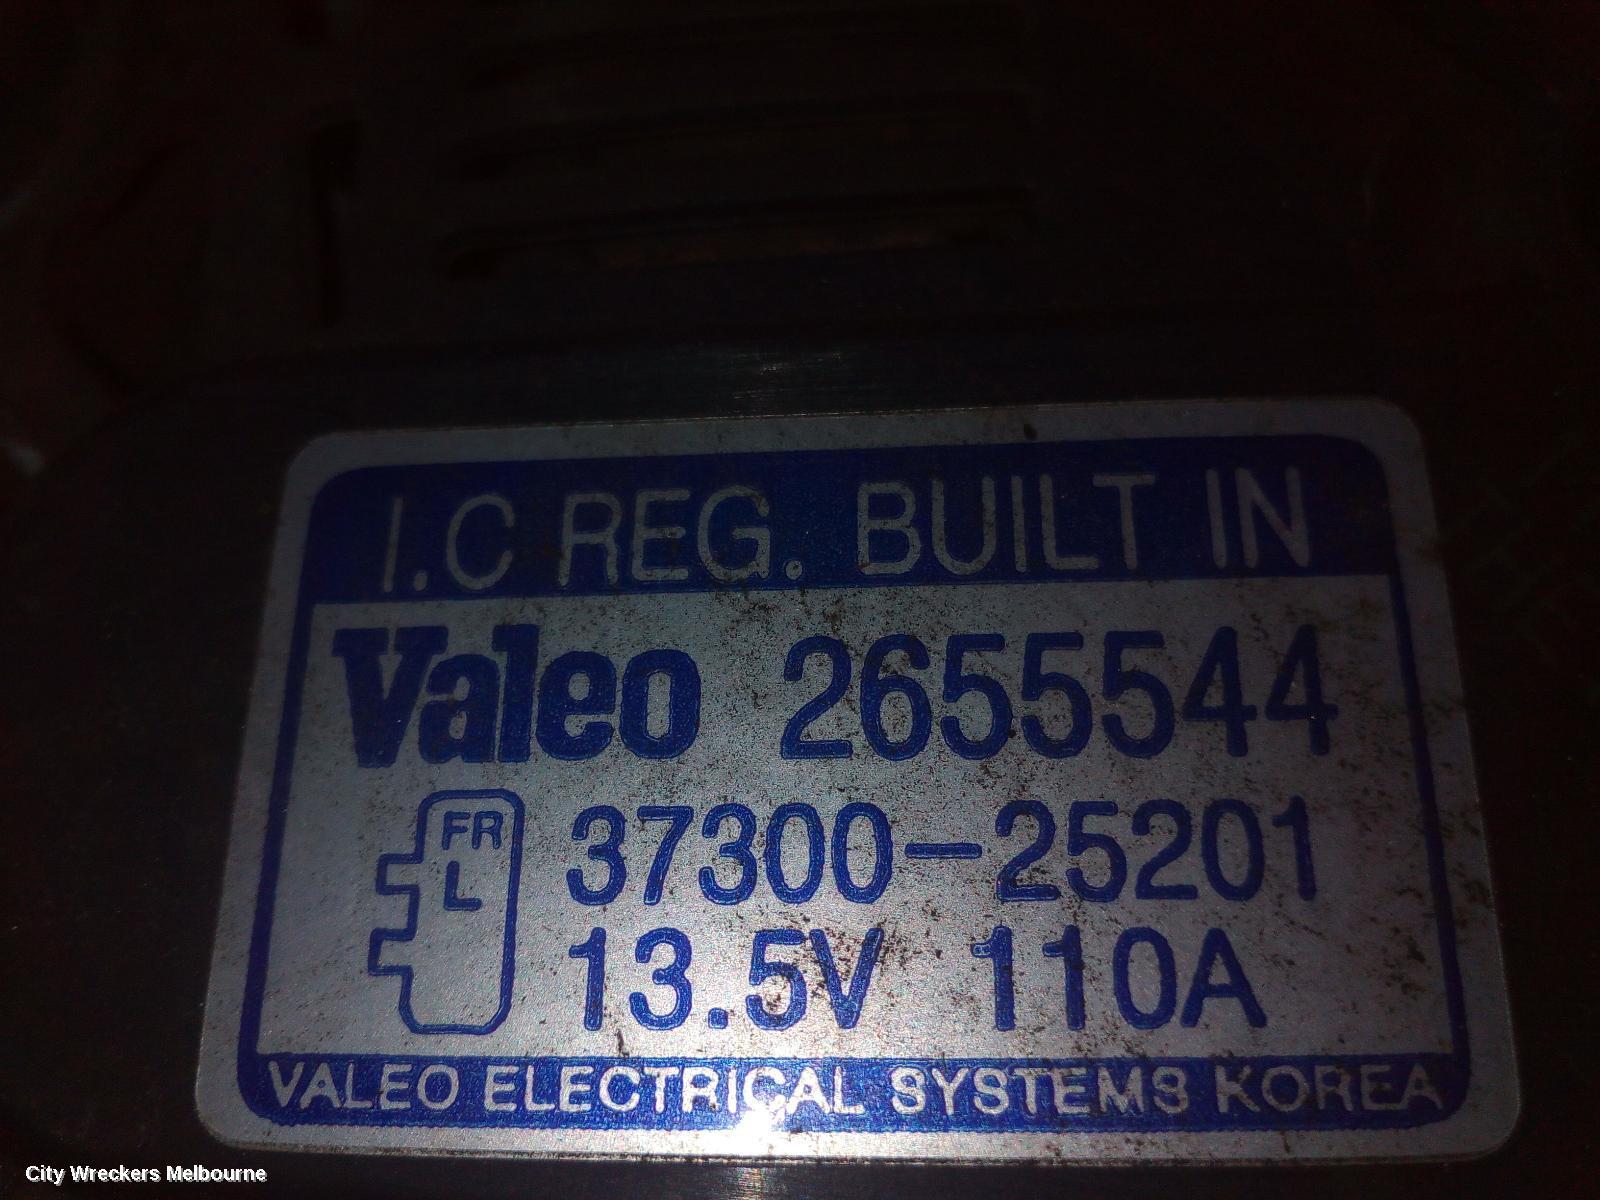 I.C REG. BUILT IN
Valeo 2655544
FR
L
37300-25201
13.5V 110A
VALEO ELECTRICAL SYSTEMS KOREA
City Wreckers Melbourne